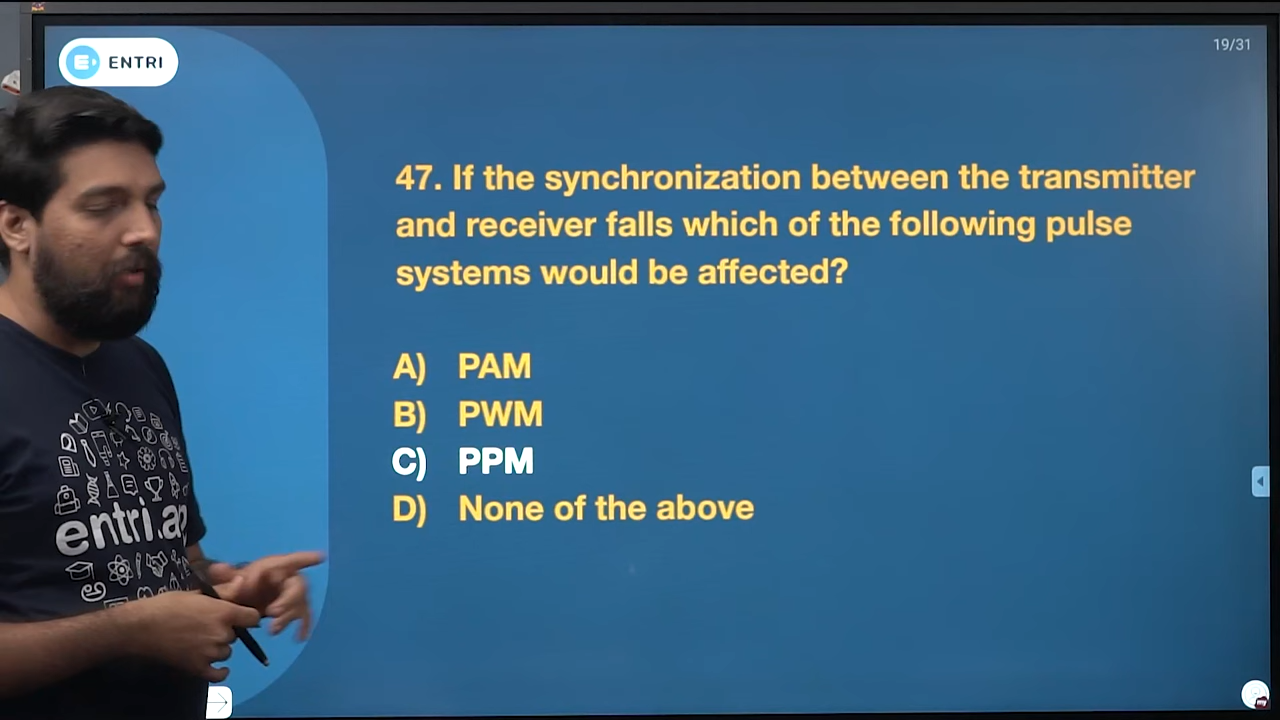 ENTRI
19/31
47. If the synchronization between the transmitter
and receiver falls which of the following pulse
systems would be affected?
A) PAM
B) PWM
C) PPM
D) None of the above
entri.ap